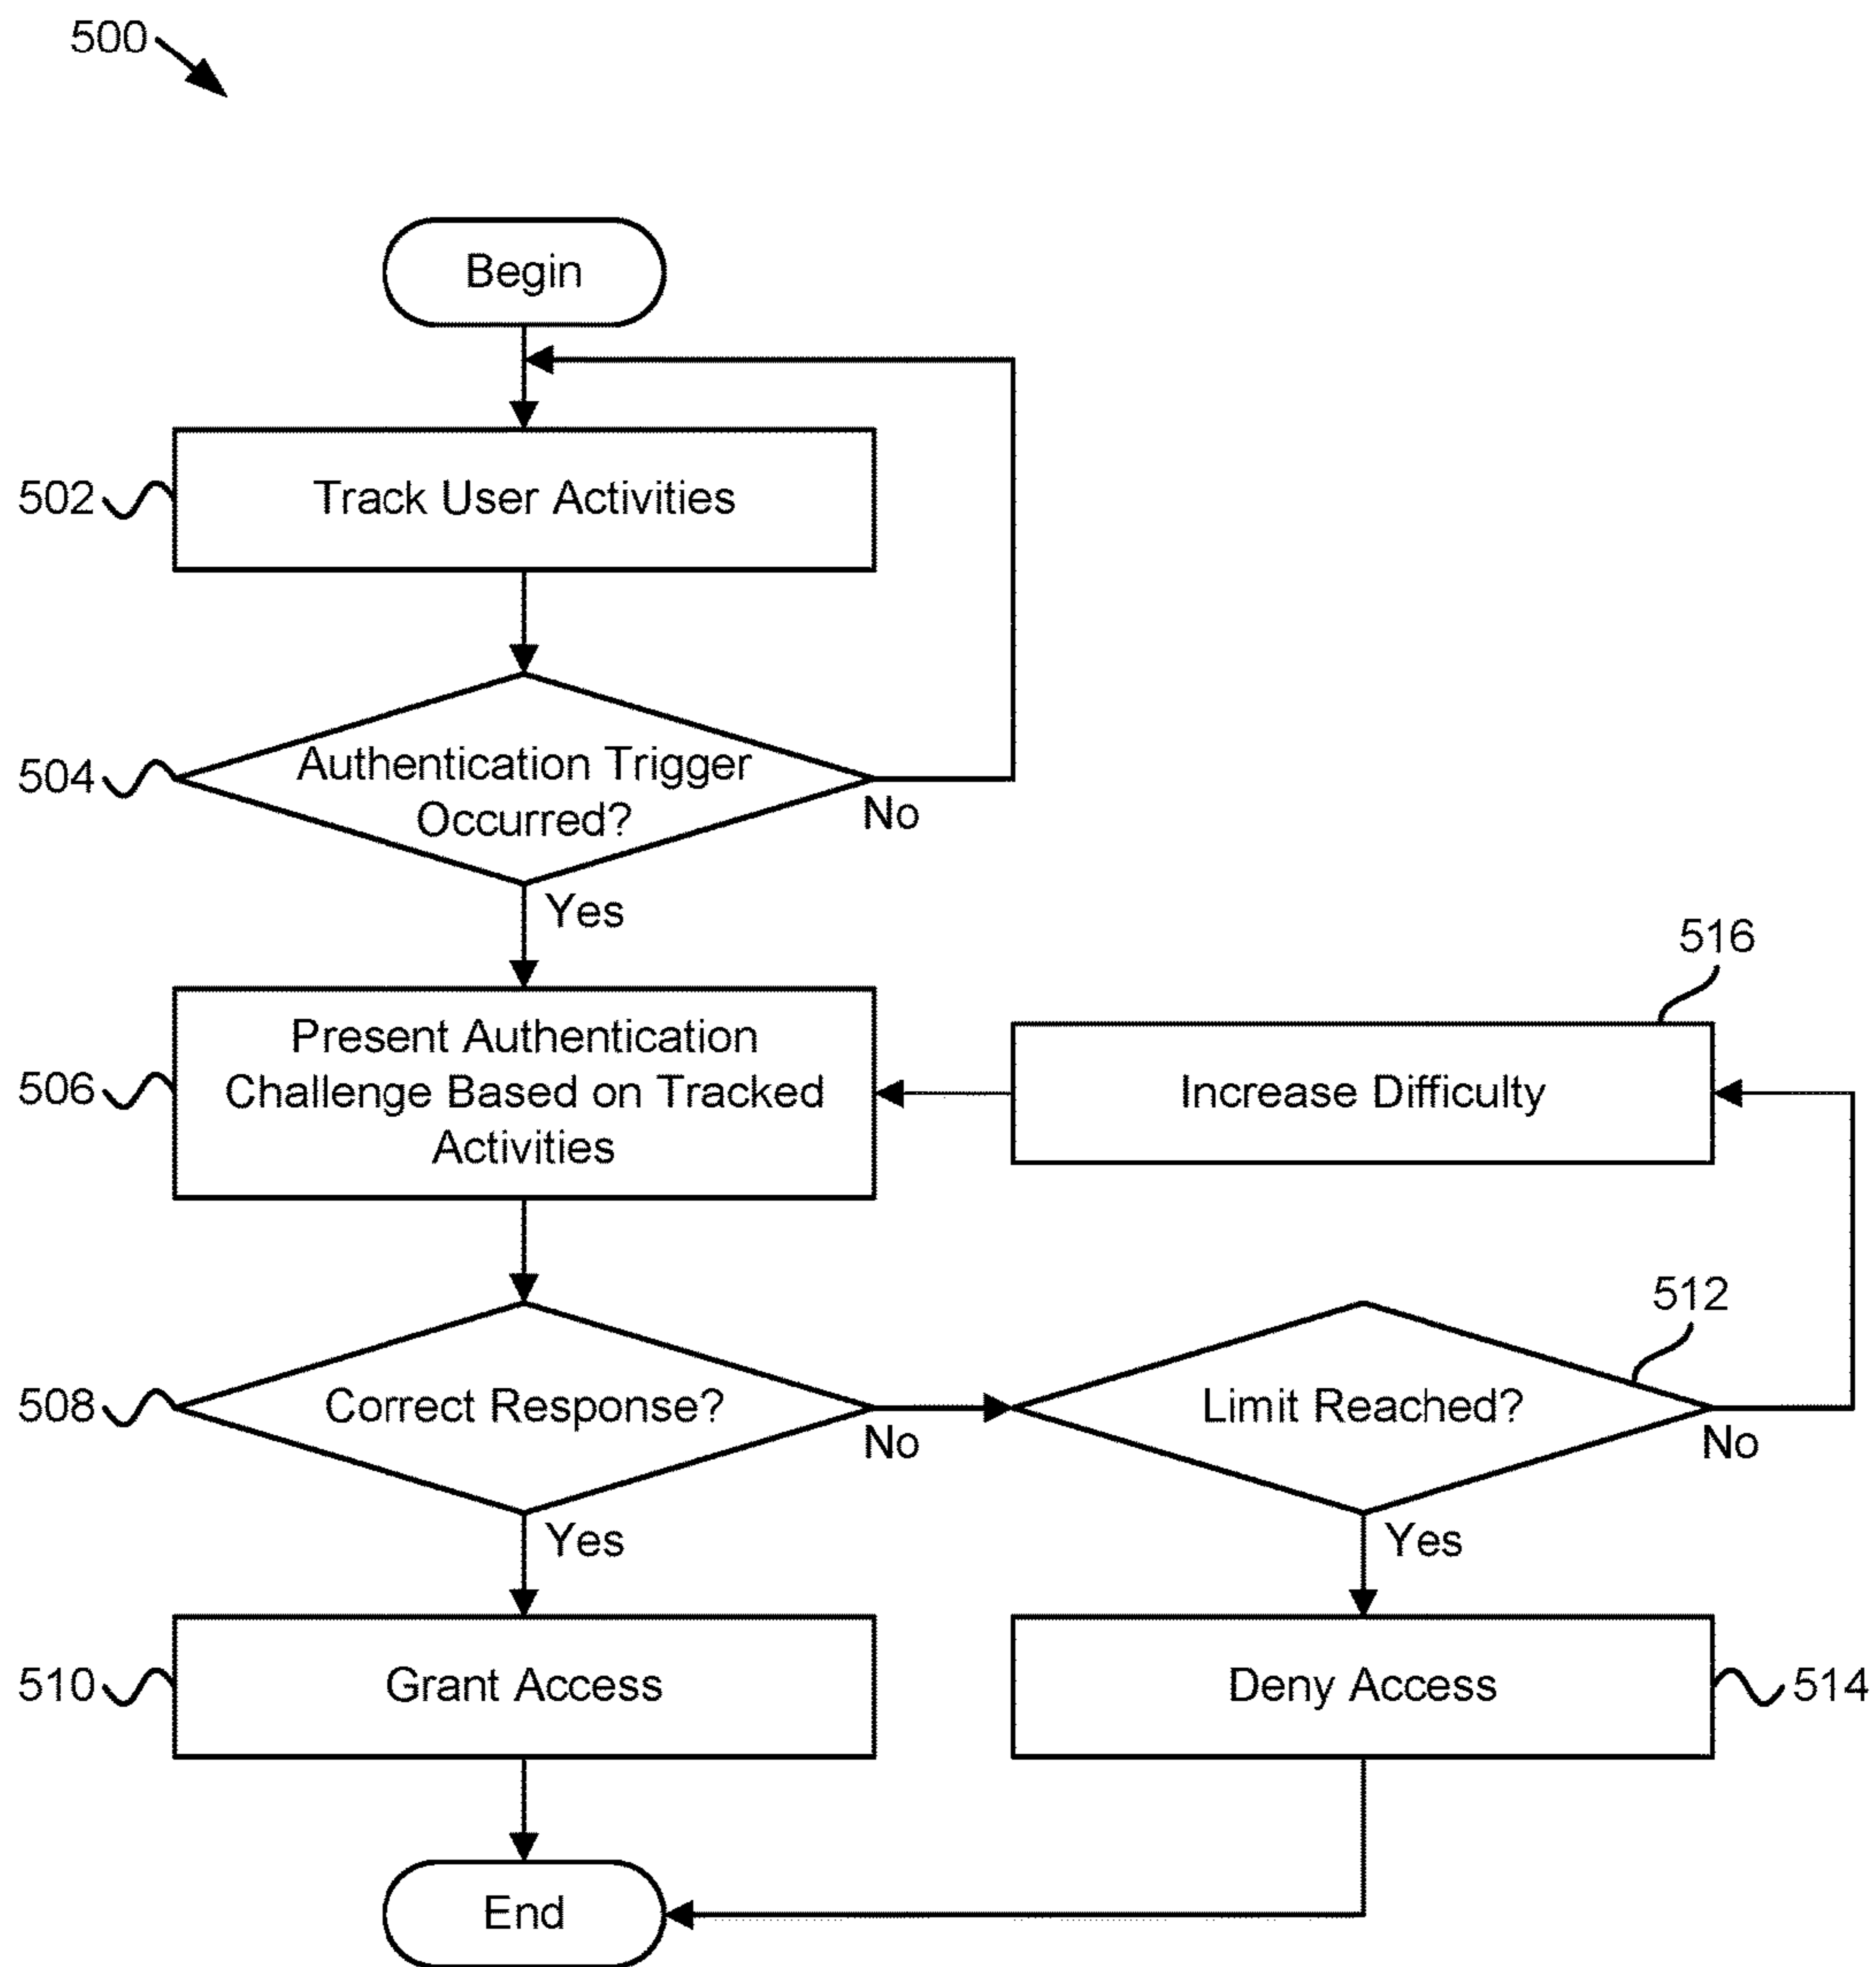 500
Begin
502
Track User Activities
504
Authentication Trigger
Occurred?
No
Yes
516
506
Present Authentication
Challenge Based on Tracked
Activities
Increase Difficulty
512
508
Correct Response?
No
Limit Reached?
No
Yes
Yes
510
Grant Access
Deny Access
514
End